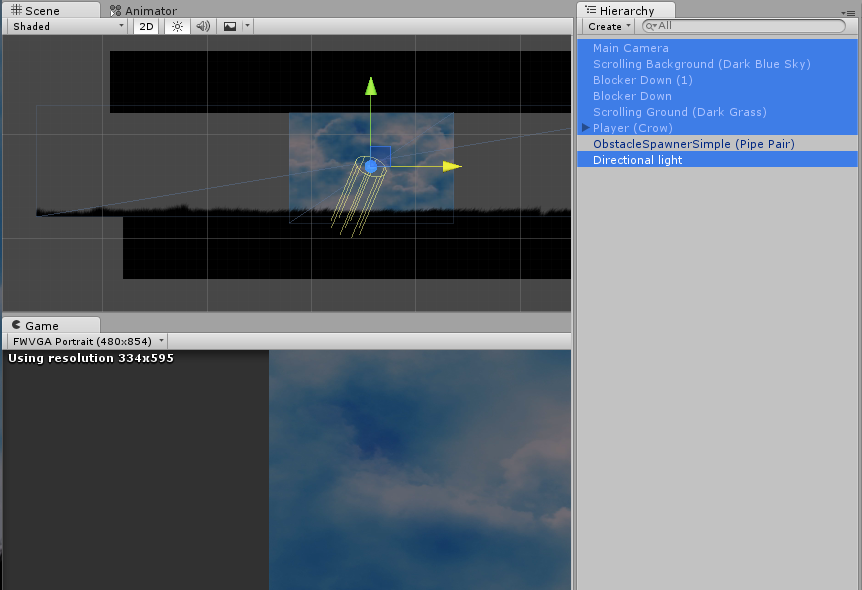 Scene
Animator
Shaded
2D
Hierarchy
Create
All
Main Camera
Scrolling Background (Dark Blue Sky)
Blocker Down (1)
Blocker Down
Scrolling Ground (Dark Grass)
Player (Crow)
ObstacleSpawnerSimple (Pipe Pair)
Directional light
Game
FWVGA Portrait (480x854)
Using resolution 334x595